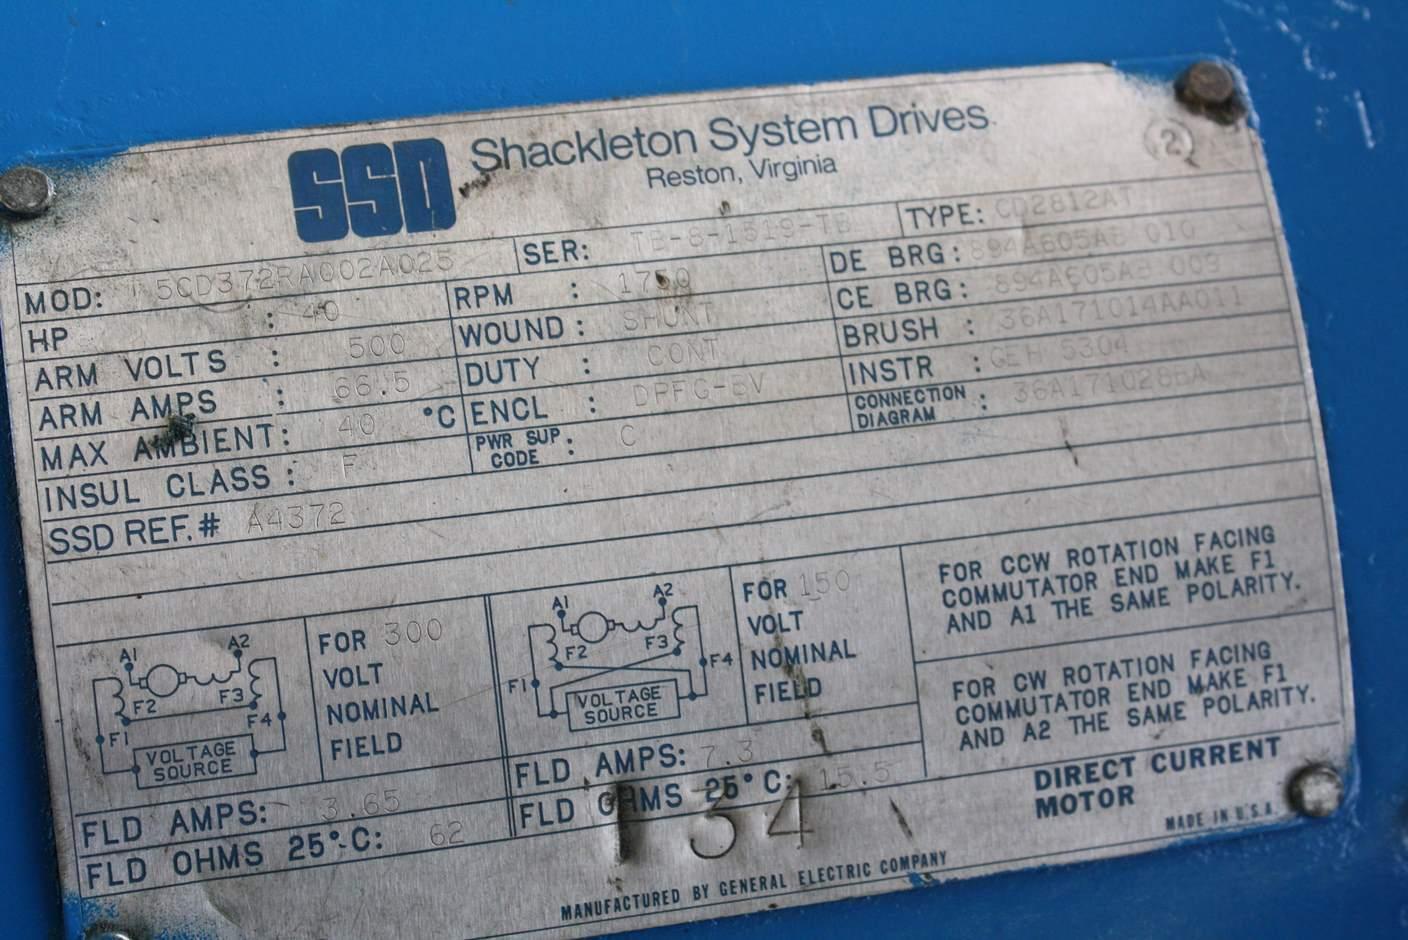 SSD Shackleton System Drives
Reston, Virginia
2
MOD: 5CD372RA002A025 SER: TB-8-1519-TB TYPE: CD2812AT
HP : 40 RPM : 1750 DE BRG: 894A605AB 010
ARM VOLTS : 500 WOUND: SHUNT CE BRG: 894A605AB 009
ARM AMPS : 66.5 DUTY : CONT BRUSH : 36A171014AA011
MAX AMBIENT: 40 °C ENCL : DPFG-BV INSTR : GEH 5304
INSUL CLASS: F PWR SUP. CODE : C CONNECTION DIAGRAM : 36A171028BA
SSD REF.# A4372
A1 A2
F2 F3
F1 F4
VOLTAGE
SOURCE
FOR 300
VOLT
NOMINAL
FIELD
A1 A2
F2 F3
F1 F4
VOLTAGE
SOURCE
FOR 150
VOLT
NOMINAL
FIELD
FOR CCW ROTATION FACING
COMMUTATOR END MAKE F1
AND A1 THE SAME POLARITY.
FOR CW ROTATION FACING
COMMUTATOR END MAKE F1
AND A2 THE SAME POLARITY.
FLD AMPS: 3.65
FLD OHMS 25°C: 62
FLD AMPS: 7.3
FLD OHMS 25°C: 15.5
134
DIRECT CURRENT
MOTOR
MADE IN U.S.A.
MANUFACTURED BY GENERAL ELECTRIC COMPANY